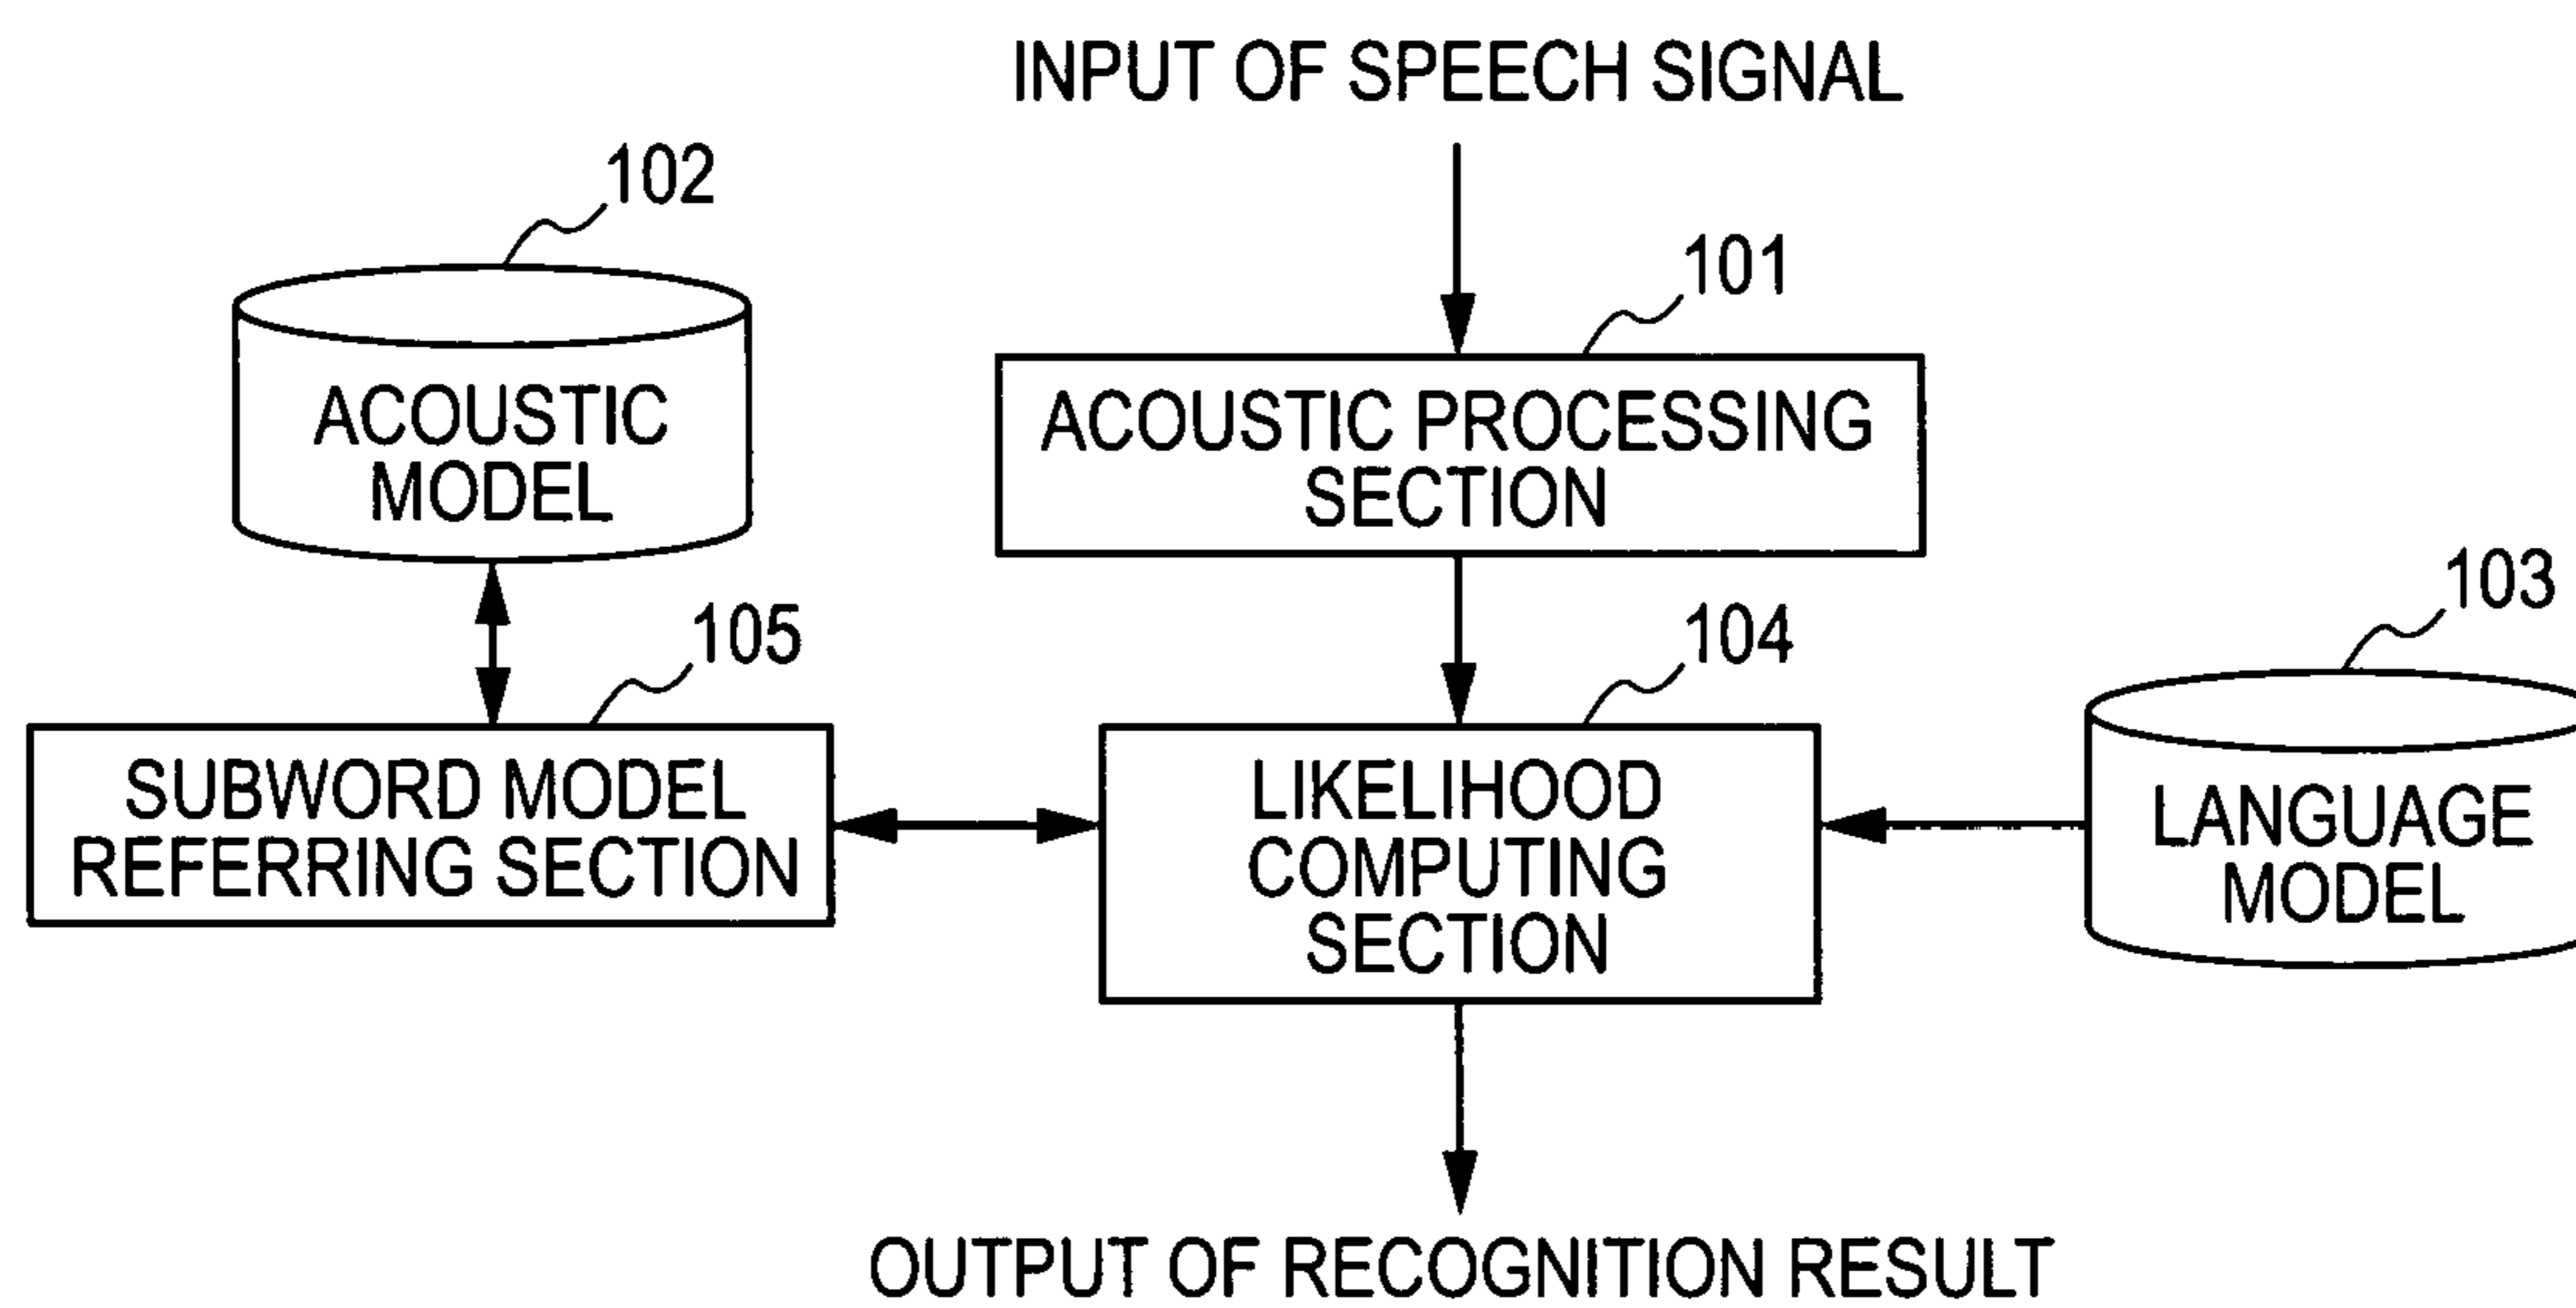 INPUT OF SPEECH SIGNAL
102
101
ACOUSTIC
MODEL
ACOUSTIC PROCESSING
SECTION
103
105
104
SUBWORD MODEL
REFERRING SECTION
LIKELIHOOD
COMPUTING
SECTION
LANGUAGE
MODEL
OUTPUT OF RECOGNITION RESULT